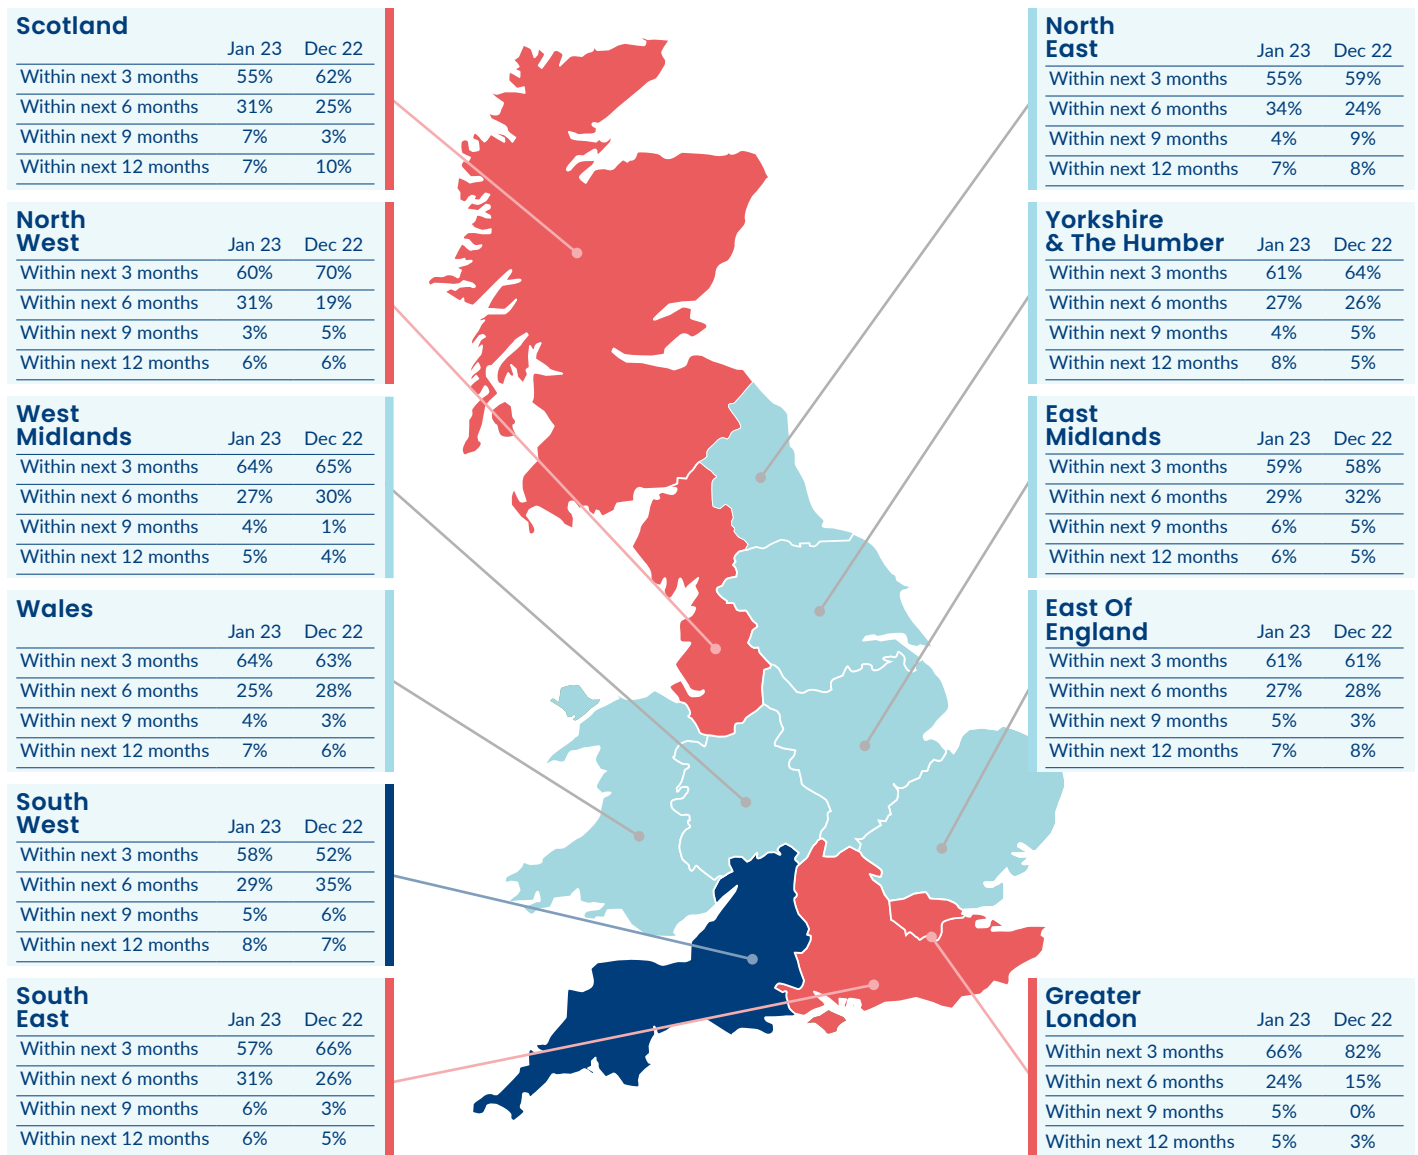 Scotland
Jan 23 Dec 22
Within next 3 months 55% 62%
Within next 6 months 31% 25%
Within next 9 months 7% 3%
Within next 12 months 7% 10%
North
West Jan 23 Dec 22
Within next 3 months 60% 70%
Within next 6 months 31% 19%
Within next 9 months 3% 5%
Within next 12 months 6% 6%
West
Midlands Jan 23 Dec 22
Within next 3 months 64% 65%
Within next 6 months 27% 30%
Within next 9 months 4% 1%
Within next 12 months 5% 4%
Wales
Jan 23 Dec 22
Within next 3 months 64% 63%
Within next 6 months 25% 28%
Within next 9 months 4% 3%
Within next 12 months 7% 6%
South
West Jan 23 Dec 22
Within next 3 months 58% 52%
Within next 6 months 29% 35%
Within next 9 months 5% 6%
Within next 12 months 8% 7%
South
East Jan 23 Dec 22
Within next 3 months 57% 66%
Within next 6 months 31% 26%
Within next 9 months 6% 3%
Within next 12 months 6% 5%
North
East Jan 23 Dec 22
Within next 3 months 55% 59%
Within next 6 months 34% 24%
Within next 9 months 4% 9%
Within next 12 months 7% 8%
Yorkshire
& The Humber Jan 23 Dec 22
Within next 3 months 61% 64%
Within next 6 months 27% 26%
Within next 9 months 4% 5%
Within next 12 months 8% 5%
East
Midlands Jan 23 Dec 22
Within next 3 months 59% 58%
Within next 6 months 29% 32%
Within next 9 months 6% 5%
Within next 12 months 6% 5%
East Of
England Jan 23 Dec 22
Within next 3 months 61% 61%
Within next 6 months 27% 28%
Within next 9 months 5% 3%
Within next 12 months 7% 8%
Greater
London Jan 23 Dec 22
Within next 3 months 66% 82%
Within next 6 months 24% 15%
Within next 9 months 5% 0%
Within next 12 months 5% 3%